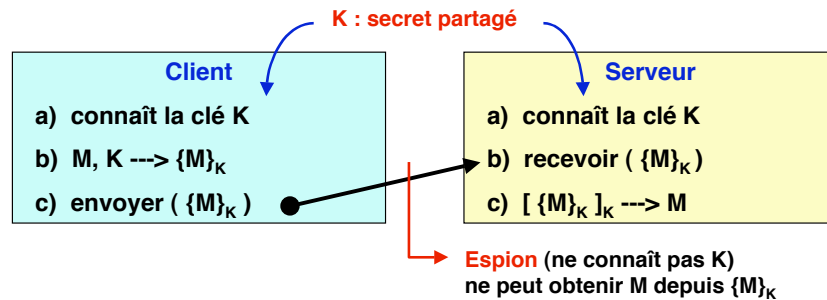 K : secret partagé
Client
a) connaît la clé K
b) M, K ---> {M}K
c) envoyer ( {M}K )
Serveur
a) connaît la clé K
b) recevoir ( {M}K )
c) [ {M}K ]K ---> M
Espion (ne connaît pas K)
ne peut obtenir M depuis {M}K